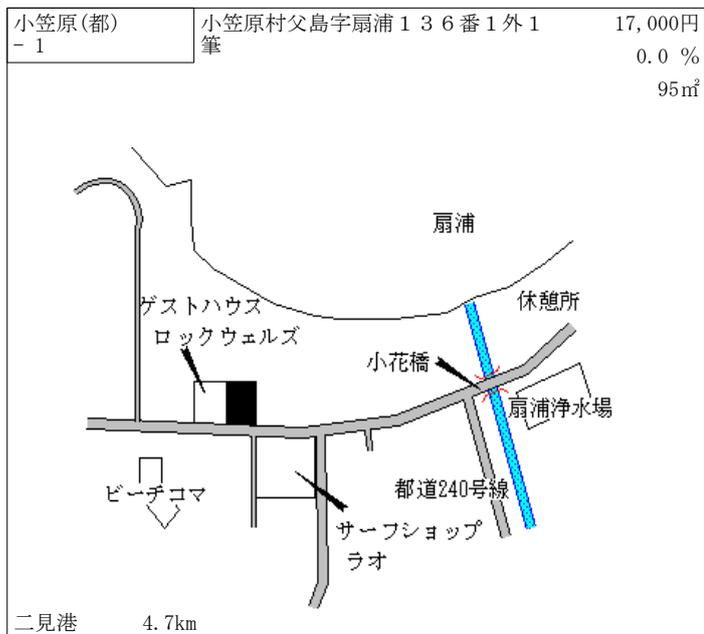 小笠原(都)
- 1
小笠原村父島字扇浦１３６番１外１
筆
17,000円
0.0 %
95㎡
扇浦
休憩所
ゲストハウス
ロックウェルズ
小花橋
扇浦浄水場
ビーチコマ
都道240号線
サーフショップ
ラオ
二見港 4.7km